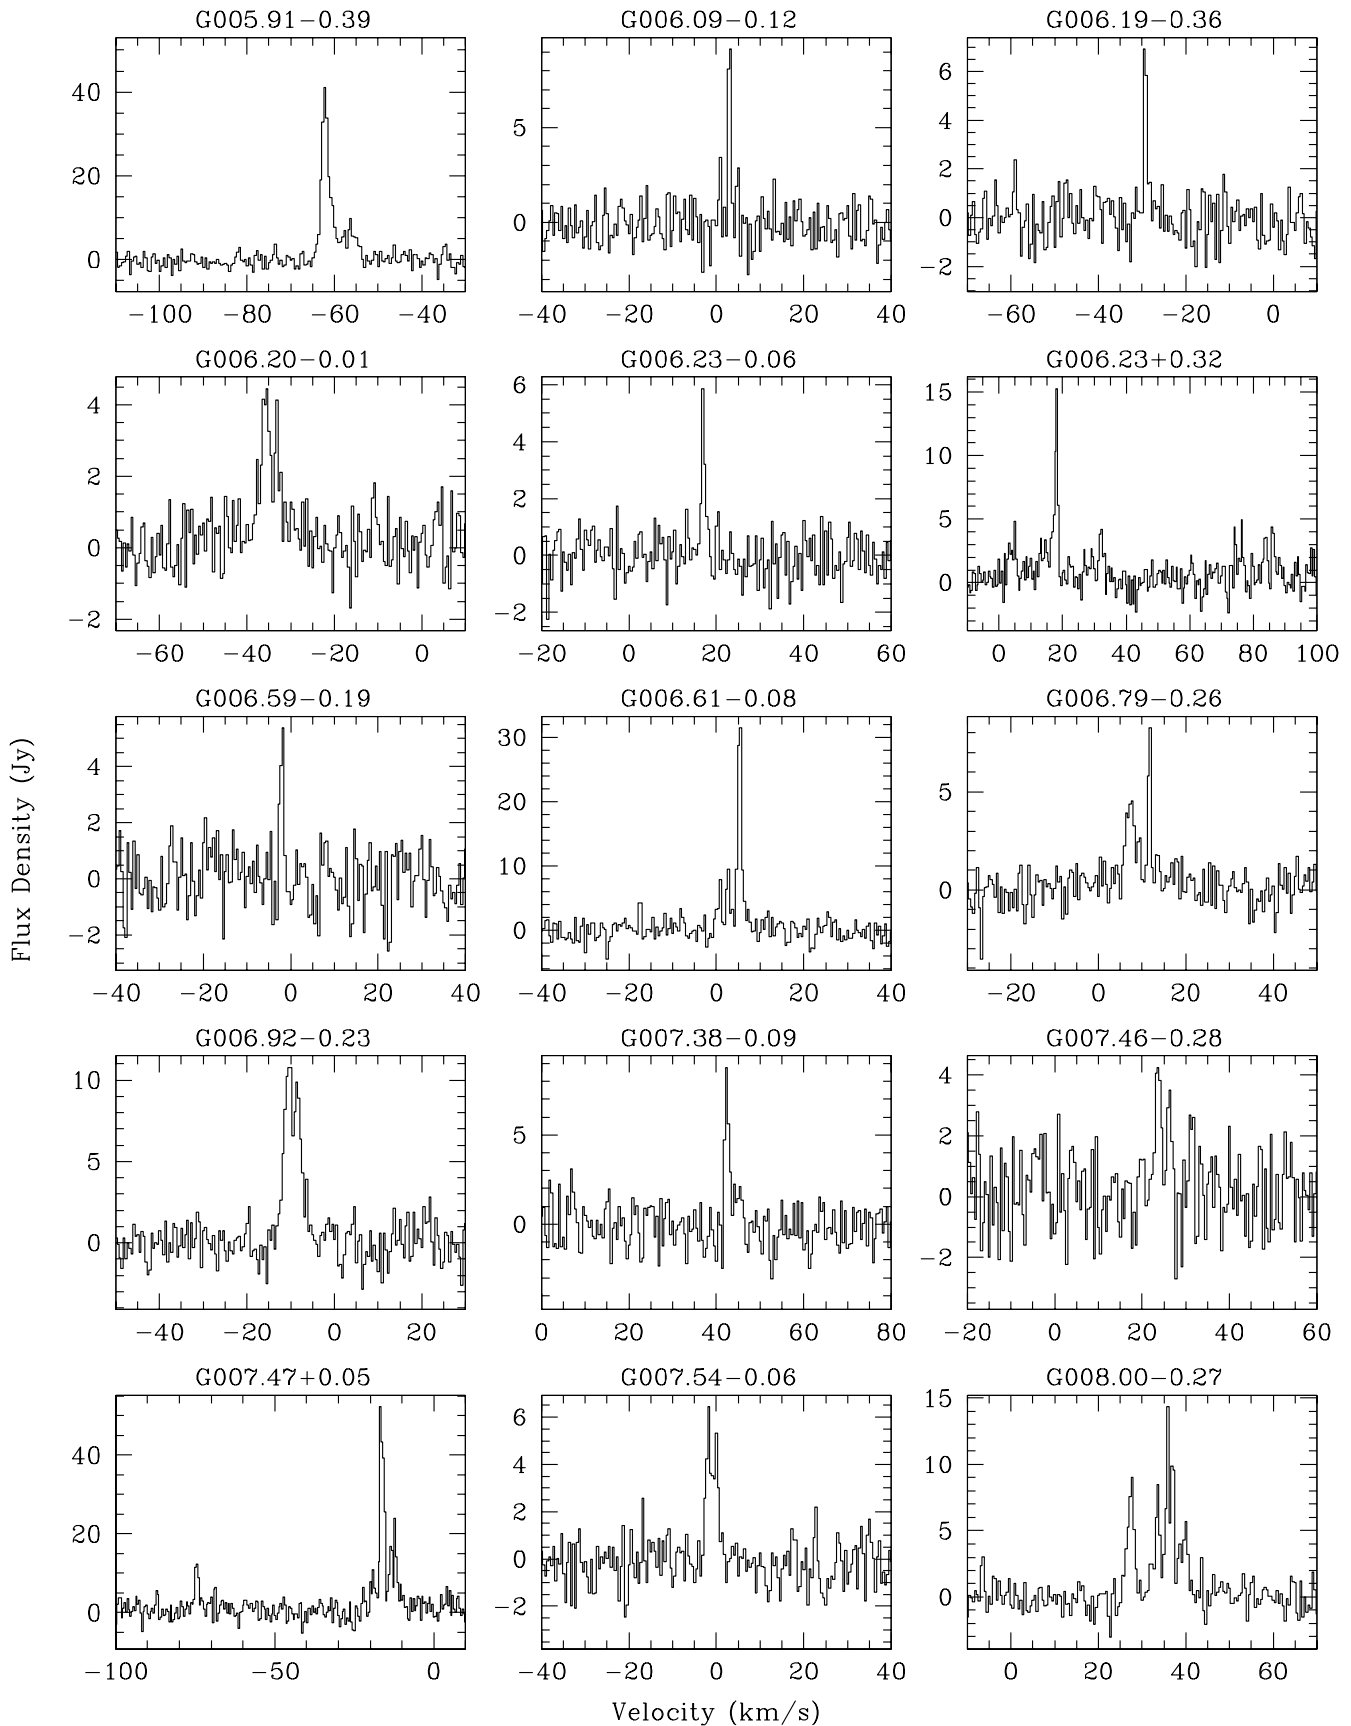 G005.91−0.39 G006.09−0.12 G006.19−0.36
40 20 0
5 0
6 4 2 0 −2
−100 −80 −60 −40
−40 −20 0 20 40
−60 −40 −20 0
G006.20−0.01 G006.23−0.06 G006.23+0.32
4 2 0 −2
6 4 2 0 −2
15 10 5 0
−60 −40 −20 0
−20 0 20 40 60
0 20 40 60 80 100
G006.59−0.19 G006.61−0.08 G006.79−0.26
4 2 0 −2
30 20 10 0
5 0
−40 −20 0 20 40
−40 −20 0 20 40
−20 0 20 40
Flux Density (Jy)
G006.92−0.23 G007.38−0.09 G007.46−0.28
10 5 0
5 0
4 2 0 −2
−40 −20 0 20
0 20 40 60 80
−20 0 20 40 60
G007.47+0.05 G007.54−0.06 G008.00−0.27
40 20 0
6 4 2 0 −2
15 10 5 0
−100 −50 0
−40 −20 0 20 40
0 20 40 60
Velocity (km/s)